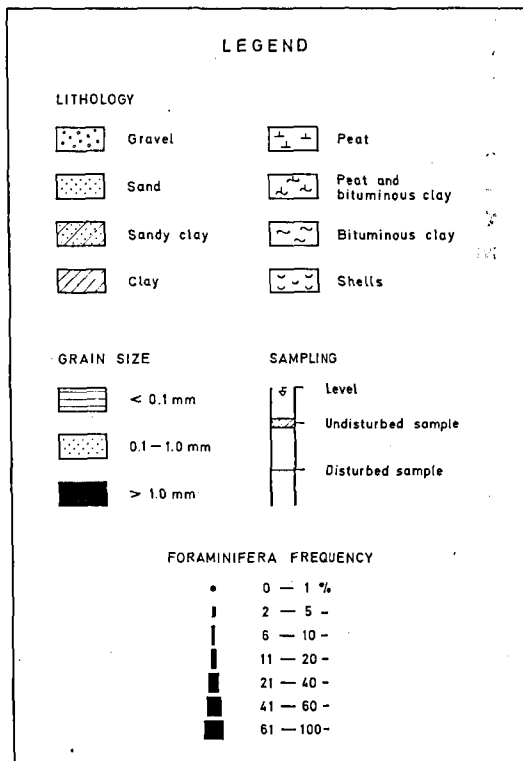 LEGEND
LITHOLOGY
Gravel
Sand
Sandy clay
Clay
Peat
Peat and
bituminous clay
Bituminous clay
Shells
GRAIN SIZE
< 0.1 mm
0.1 – 1.0 mm
> 1.0 mm
SAMPLING
Level
Undisturbed sample
Disturbed sample
FORAMINIFERA FREQUENCY
0 — 1 %
2 — 5 -
6 — 10 -
11 — 20 -
21 — 40 -
41 — 60 -
61 — 100 -